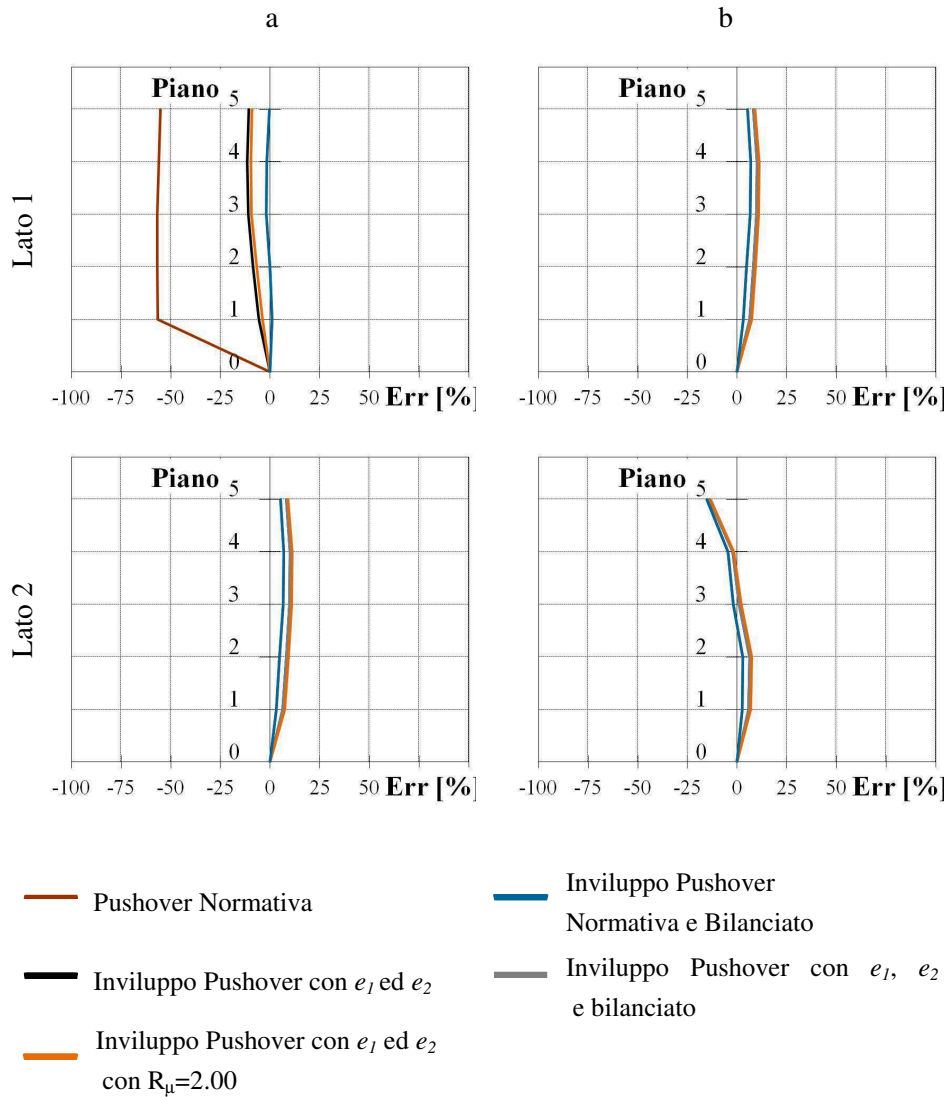 a
b
Lato 1
Piano
5
4
3
2
1
0
-100 -75 -50 -25 0 25 50 Err [%]
Piano
5
4
3
2
1
0
-100 -75 -50 -25 0 25 50 Err [%]
Lato 2
Piano
5
4
3
2
1
0
-100 -75 -50 -25 0 25 50 Err [%]
Piano
5
4
3
2
1
0
-100 -75 -50 -25 0 25 50 Err [%]
Pushover Normativa
Inviluppo Pushover con e1 ed e2
Inviluppo Pushover con e1 ed e2
con Rμ=2.00
Inviluppo Pushover
Normativa e Bilanciato
Inviluppo Pushover con e1, e2
e bilanciato